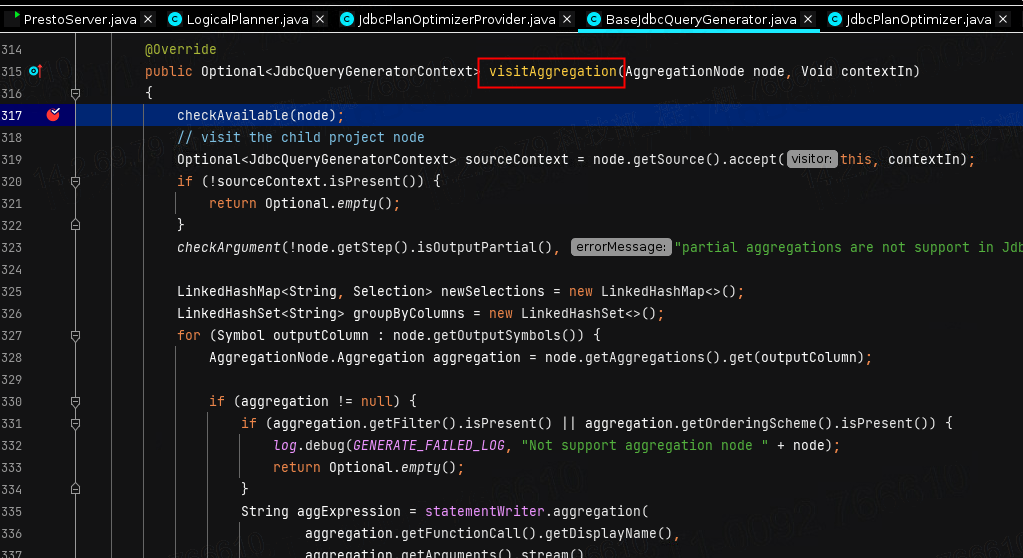 PrestoServer.java × LogicalPlanner.java × JdbcPlanOptimizerProvider.java × BaseJdbcQueryGenerator.java × JdbcPlanOptimizer.java ×
314 @Override
315 public Optional<JdbcQueryGeneratorContext> visitAggregation(AggregationNode node, Void contextIn)
316 {
317 checkAvailable(node);
318 // visit the child project node
319 Optional<JdbcQueryGeneratorContext> sourceContext = node.getSource().accept( visitor: this, contextIn);
320 if (!sourceContext.isPresent()) {
321 return Optional.empty();
322 }
323 checkArgument(!node.getStep().isOutputPartial(), errorMessage: "partial aggregations are not support in Jdb
324
325 LinkedHashMap<String, Selection> newSelections = new LinkedHashMap<>();
326 LinkedHashSet<String> groupByColumns = new LinkedHashSet<>();
327 for (Symbol outputColumn : node.getOutputSymbols()) {
328 AggregationNode.Aggregation aggregation = node.getAggregations().get(outputColumn);
329
330 if (aggregation != null) {
331 if (aggregation.getFilter().isPresent() || aggregation.getOrderingScheme().isPresent()) {
332 log.debug(GENERATE_FAILED_LOG, "Not support aggregation node " + node);
333 return Optional.empty();
334 }
335 String aggExpression = statementWriter.aggregation(
336 aggregation.getFunctionCall().getDisplayName(),
337 aggregation.getArguments().stream()